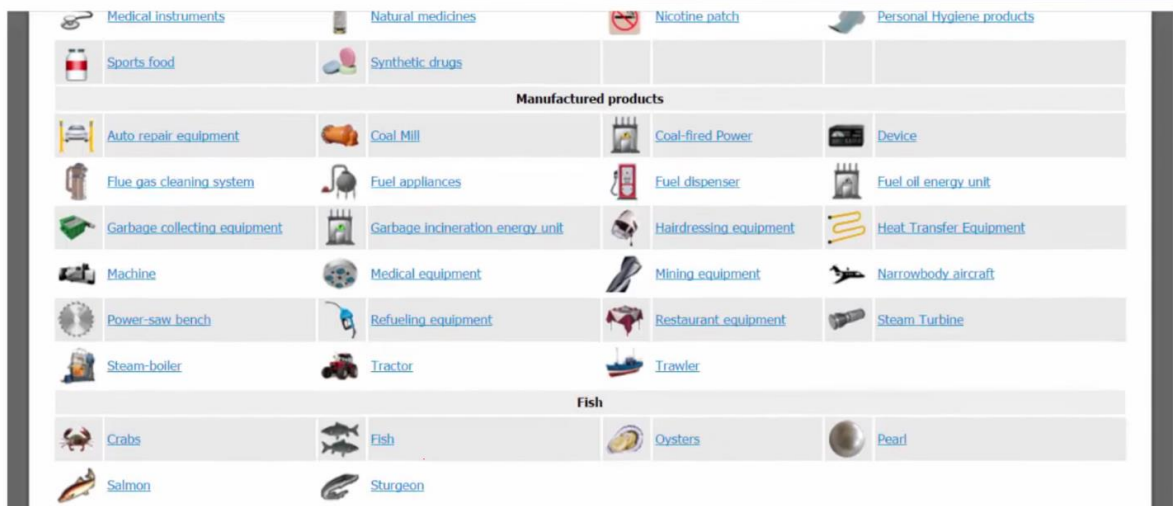 Medical instruments Natural medicines Nicotine patch Personal Hygiene products
Sports food Synthetic drugs
Manufactured products
Auto repair equipment Coal Mill Coal-fired Power Device
Flue gas cleaning system Fuel appliances Fuel dispenser Fuel oil energy unit
Garbage collecting equipment Garbage incineration energy unit Hairdressing equipment Heat Transfer Equipment
Machine Medical equipment Mining equipment Narrowbody aircraft
Power-saw bench Refueling equipment Restaurant equipment Steam Turbine
Steam-boiler Tractor Trawler
Fish
Crabs Fish Oysters Pearl
Salmon Sturgeon